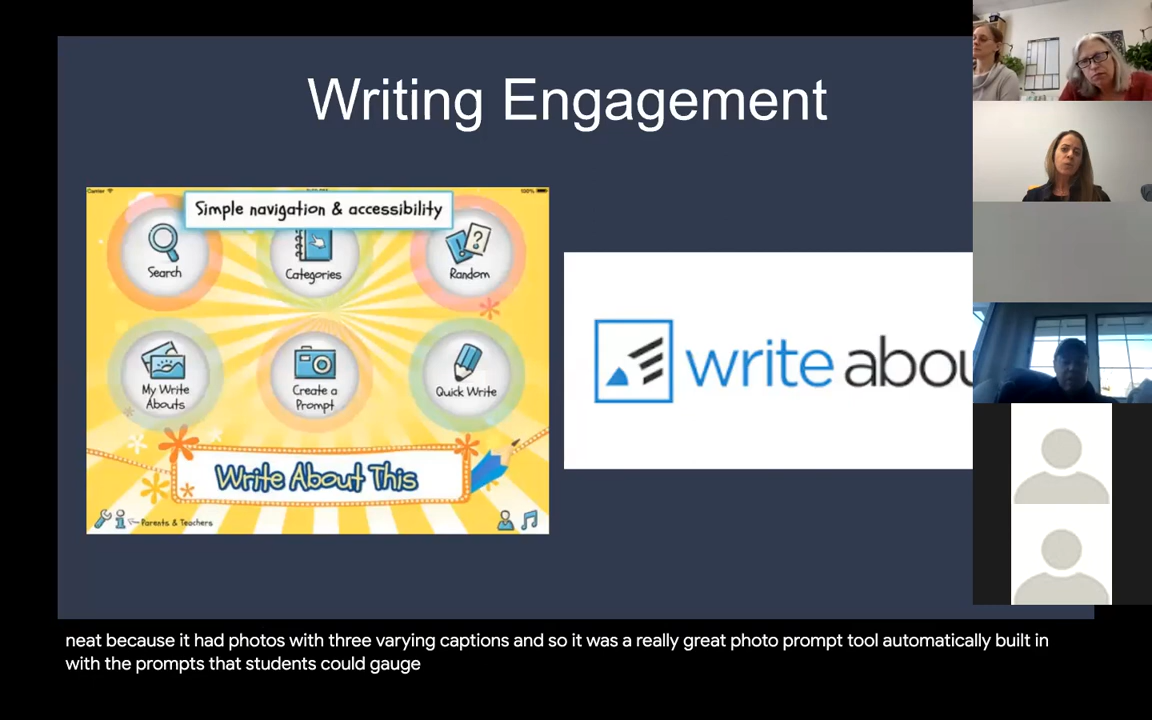 Writing Engagement
Carrier
100%
Simple navigation & accessibility
Search
Categories
Random
My Write
Abouts
Create a
Prompt
Quick Write
Write About This
Parents & Teachers
write abou
neat because it had photos with three varying captions and so it was a really great photo prompt tool automatically built in
with the prompts that students could gauge